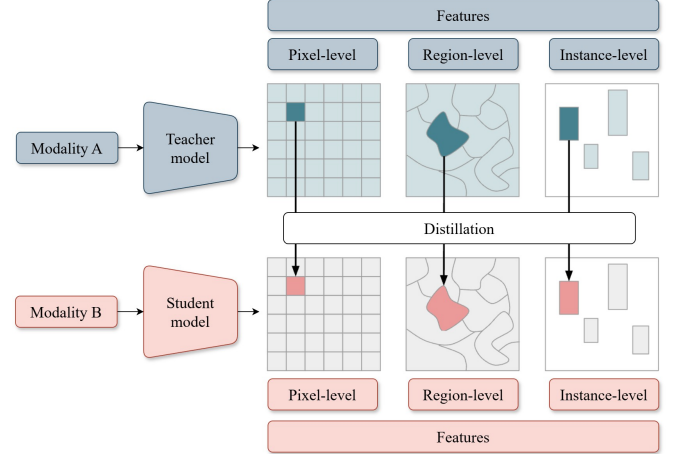 Features
Pixel-level
Region-level
Instance-level
Modality A
Teacher
model
Distillation
Modality B
Student
model
Pixel-level
Region-level
Instance-level
Features